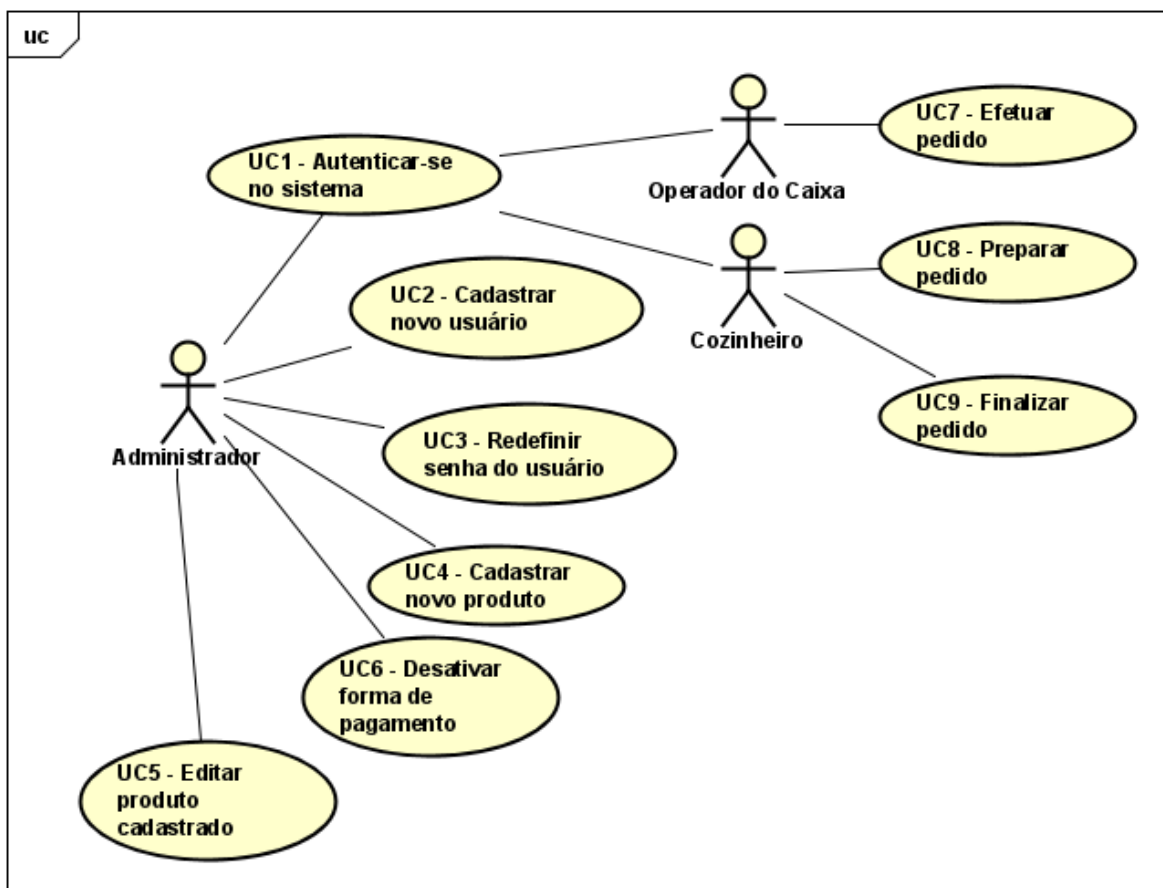 uc
UC1 - Autenticar-se
no sistema
Operador do Caixa
UC7 - Efetuar
pedido
UC2 - Cadastrar
novo usuário
Cozinheiro
UC8 - Preparar
pedido
Administrador
UC3 - Redefinir
senha do usuário
UC9 - Finalizar
pedido
UC4 - Cadastrar
novo produto
UC6 - Desativar
forma de
pagamento
UC5 - Editar
produto
cadastrado